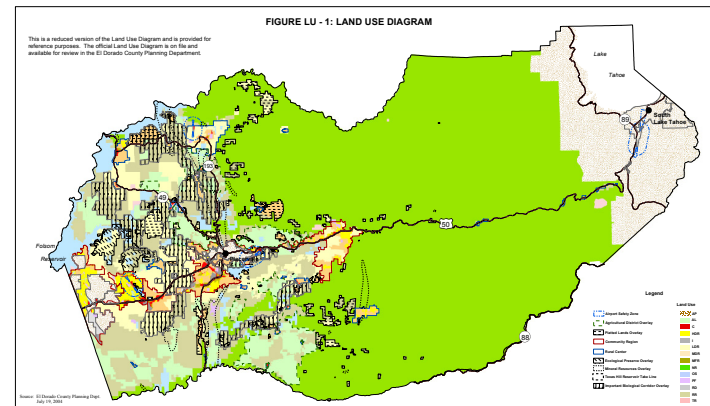 FIGURE LU - 1: LAND USE DIAGRAM
This is a reduced version of the Land Use Diagram and is provided for
reference purposes. The official Land Use Diagram is on file and
available for review in the El Dorado County Planning Department.
Lake
Tahoe
89
South
Lake Tahoe
193
49
50
Folsom
Reservoir
Placerville
88
Legend
Airport Safety Zone
Agricultural District Overlay
Platted Lands Overlay
Community Region
Rural Center
Ecological Preserve Overlay
Mineral Resources Overlay
Texas Hill Reservoir Take Line
Important Biological Corridor Overlay
Land Use
AP
AL
C
HDR
I
LDR
MDR
MFR
NR
OS
PF
RD
RR
TR
Source: El Dorado County Planning Dept.
July 19, 2004